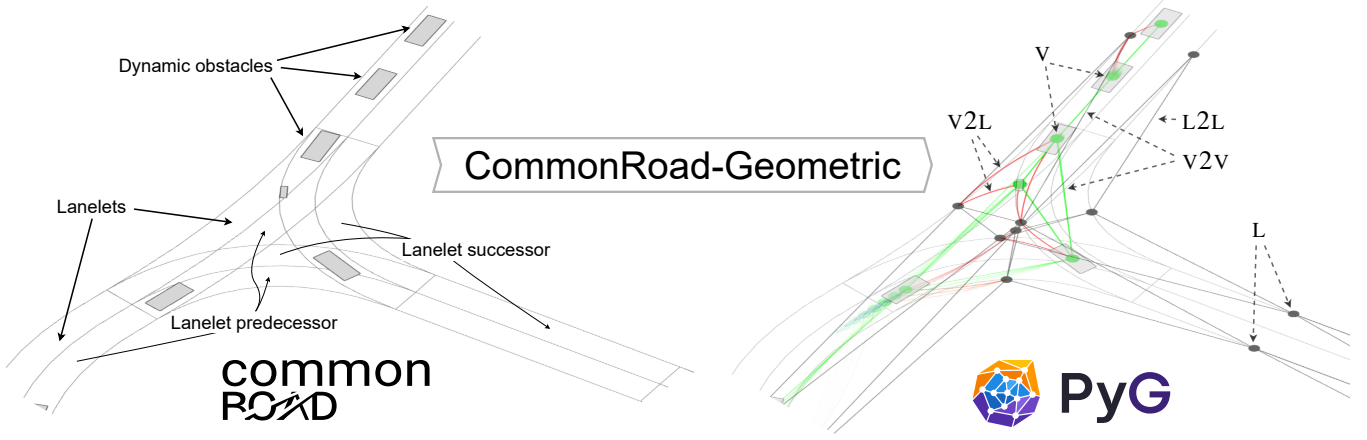 Dynamic obstacles
Lanelets
Lanelet successor
Lanelet predecessor
common
ROAD
CommonRoad-Geometric
V
V2L
L2L
V2V
L
PyG